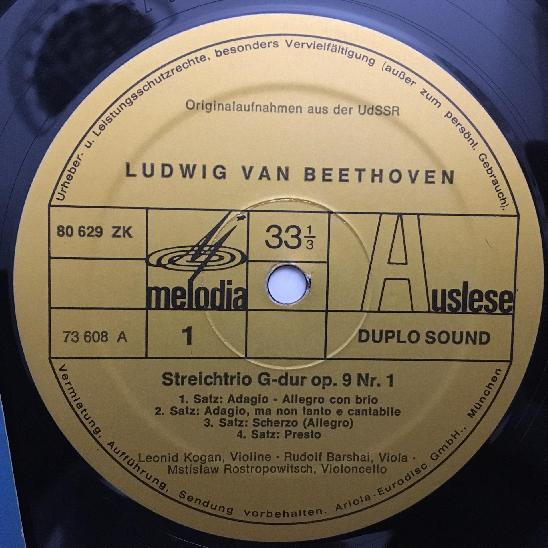 Urheber- u. Leistungsschutzrechte, besonders Vervielfältigung (außer zum persönl. Gebrauch),
Originalaufnahmen aus der UdSSR
LUDWIG VAN BEETHOVEN
80 629 ZK
33 1/3
melodia
Auslese
73 608 A
1
DUPLO SOUND
Streichtrio G-dur op. 9 Nr. 1
1. Satz: Adagio - Allegro con brio
2. Satz: Adagio, ma non tanto e cantabile
3. Satz: Scherzo (Allegro)
4. Satz: Presto
Leonid Kogan, Violine - Rudolf Barshai, Viola -
Mstislaw Rostropowitsch, Violoncello
Vermietung, Aufführung, Sendung vorbehalten. Ariola-Eurodisc GmbH., München